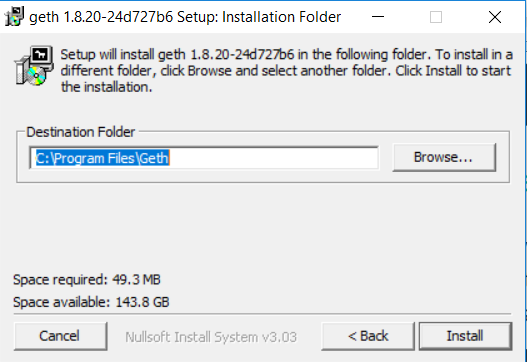 geth 1.8.20-24d727b6 Setup: Installation Folder
Setup will install geth 1.8.20-24d727b6 in the following folder. To install in a
different folder, click Browse and select another folder. Click Install to start
the installation.
Destination Folder
C:\Program Files\Geth
Browse...
Space required: 49.3 MB
Space available: 143.8 GB
Cancel
Nullsoft Install System v3.03
< Back
Install